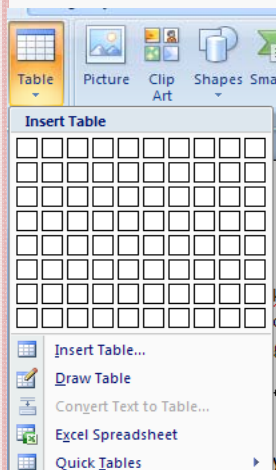 Table Picture Clip Shapes Sma
Art
Insert Table
Insert Table...
Draw Table
Convert Text to Table...
Excel Spreadsheet
Quick Tables